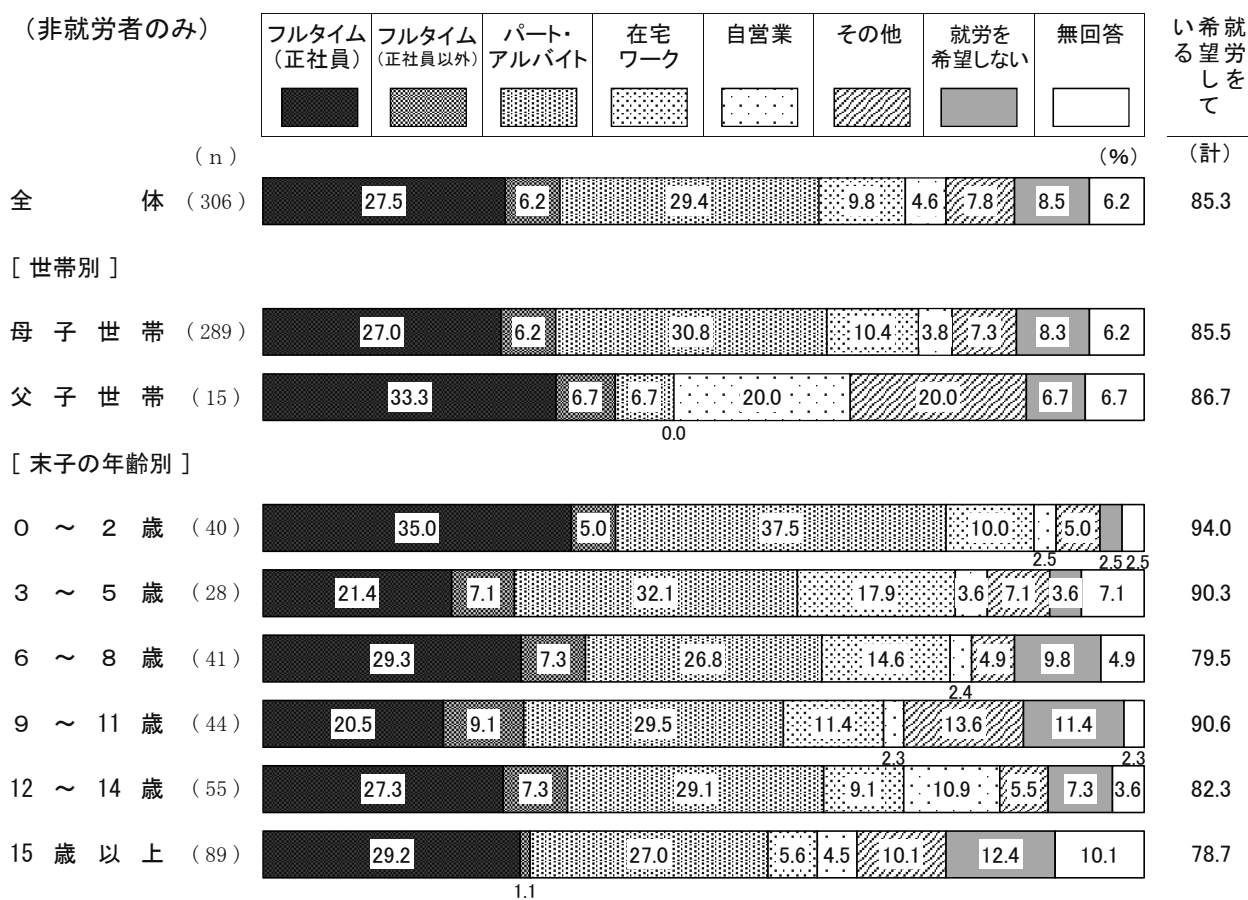 （非就労者のみ）
フルタイム（正社員）
フルタイム（正社員以外）
パート・アルバイト
在宅ワーク
自営業
その他
就労を希望しない
無回答
就労を希望している
（ｎ）
(%)
（計）
全体（306）
27.5 6.2 29.4 9.8 4.6 7.8 8.5 6.2 85.3
［世帯別］
母子世帯（289）
27.0 6.2 30.8 10.4 3.8 7.3 8.3 6.2 85.5
父子世帯（15）
33.3 6.7 6.7 20.0 20.0 6.7 6.7 86.7
0.0
［末子の年齢別］
０～２歳（40）
35.0 5.0 37.5 10.0 5.0 94.0
2.5 2.5 2.5
３～５歳（28）
21.4 7.1 32.1 17.9 3.6 7.1 3.6 7.1 90.3
６～８歳（41）
29.3 7.3 26.8 14.6 4.9 9.8 4.9 79.5
2.4
９～11歳（44）
20.5 9.1 29.5 11.4 13.6 11.4 90.6
2.3 2.3
12～14歳（55）
27.3 7.3 29.1 9.1 10.9 5.5 7.3 3.6 82.3
15歳以上（89）
29.2 27.0 5.6 4.5 10.1 12.4 10.1 78.7
1.1